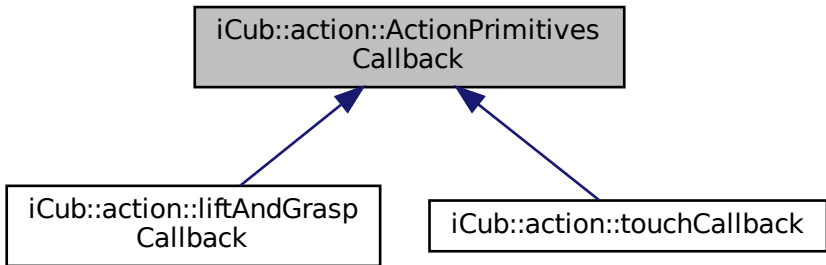 iCub::action::ActionPrimitives
Callback
iCub::action::liftAndGrasp
Callback
iCub::action::touchCallback